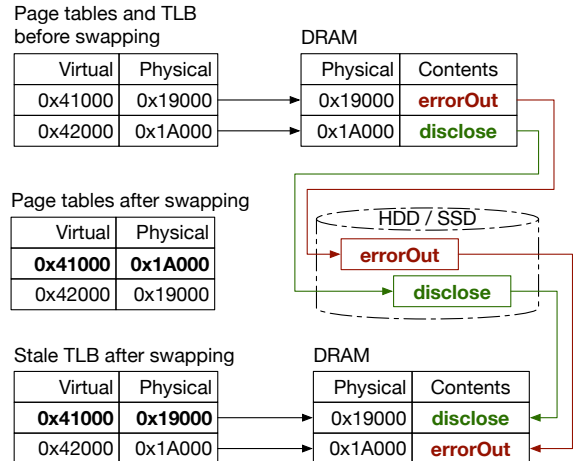 Page tables and TLB
before swapping
Virtual Physical
0x41000 0x19000
0x42000 0x1A000
DRAM
Physical Contents
0x19000 errorOut
0x1A000 disclose
Page tables after swapping
Virtual Physical
0x41000 0x1A000
0x42000 0x19000
HDD / SSD
errorOut
disclose
Stale TLB after swapping
Virtual Physical
0x41000 0x19000
0x42000 0x1A000
DRAM
Physical Contents
0x19000 disclose
0x1A000 errorOut